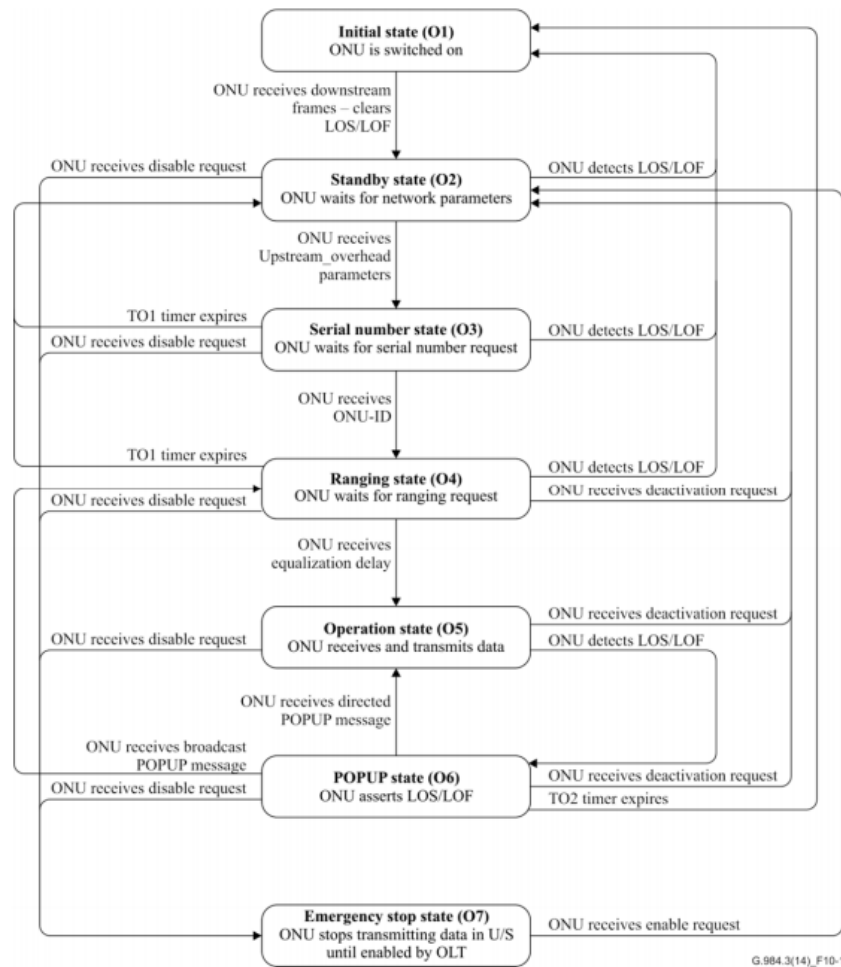 Initial state (O1)
ONU is switched on
ONU receives downstream
frames – clears
LOS/LOF
ONU receives disable request
Standby state (O2)
ONU waits for network parameters
ONU detects LOS/LOF
ONU receives
Upstream_overhead
parameters
TO1 timer expires
ONU receives disable request
Serial number state (O3)
ONU waits for serial number request
ONU detects LOS/LOF
ONU receives
ONU-ID
TO1 timer expires
ONU receives disable request
Ranging state (O4)
ONU waits for ranging request
ONU detects LOS/LOF
ONU receives deactivation request
ONU receives
equalization delay
ONU receives disable request
Operation state (O5)
ONU receives and transmits data
ONU receives deactivation request
ONU detects LOS/LOF
ONU receives directed
POPUP message
ONU receives broadcast
POPUP message
ONU receives disable request
POPUP state (O6)
ONU asserts LOS/LOF
ONU receives deactivation request
TO2 timer expires
Emergency stop state (O7)
ONU stops transmitting data in U/S
until enabled by OLT
ONU receives enable request